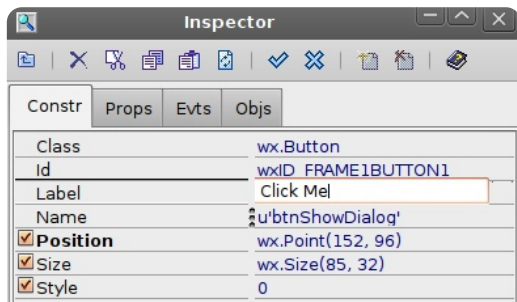 Inspector
Constr Props Evts Objs
Class wx.Button
Id wxID_FRAME1BUTTON1
Label Click Me
Name u'btnShowDialog'
Position wx.Point(152, 96)
Size wx.Size(85, 32)
Style 0